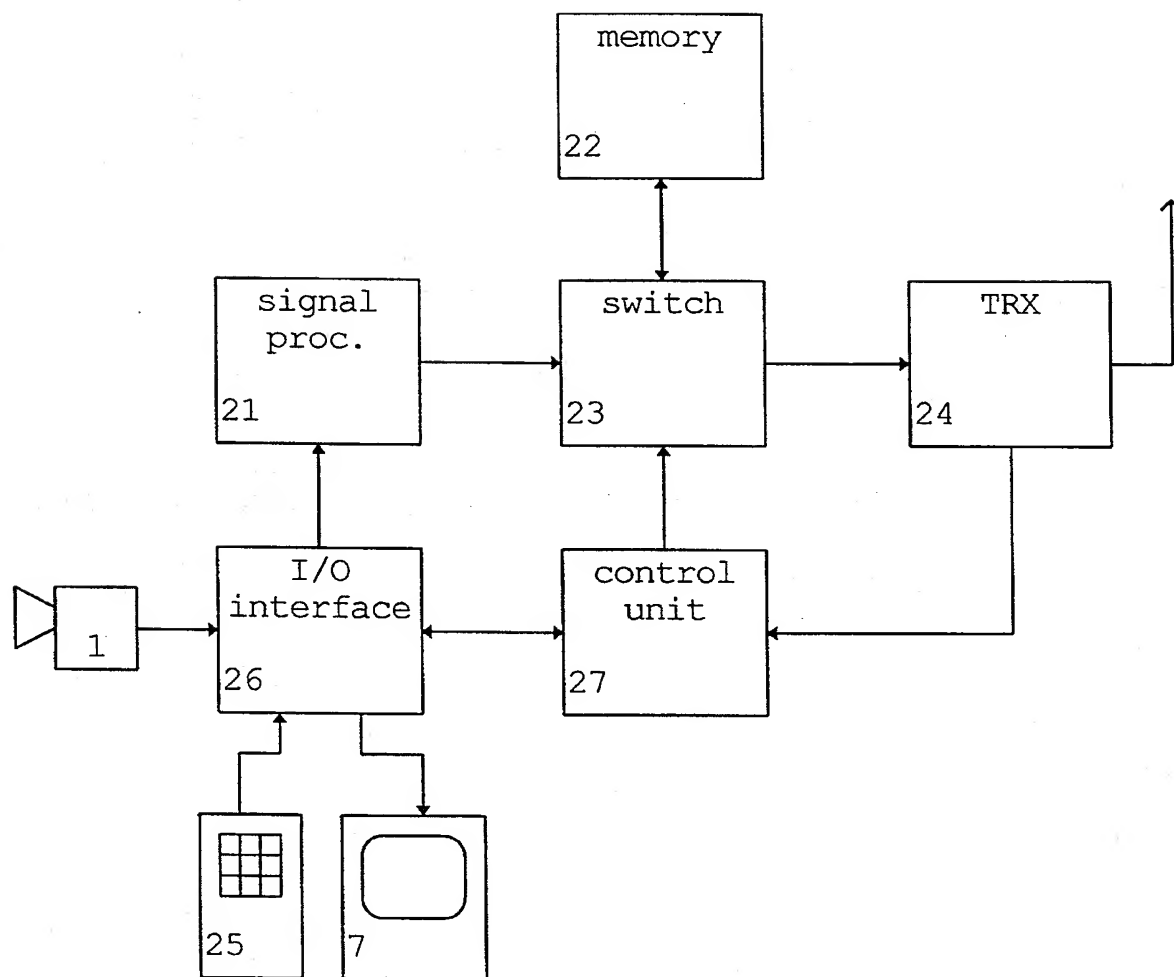 memory
22
signal
proc.
21
switch
23
TRX
24
I/O
interface
26
control
unit
27
1
25
7